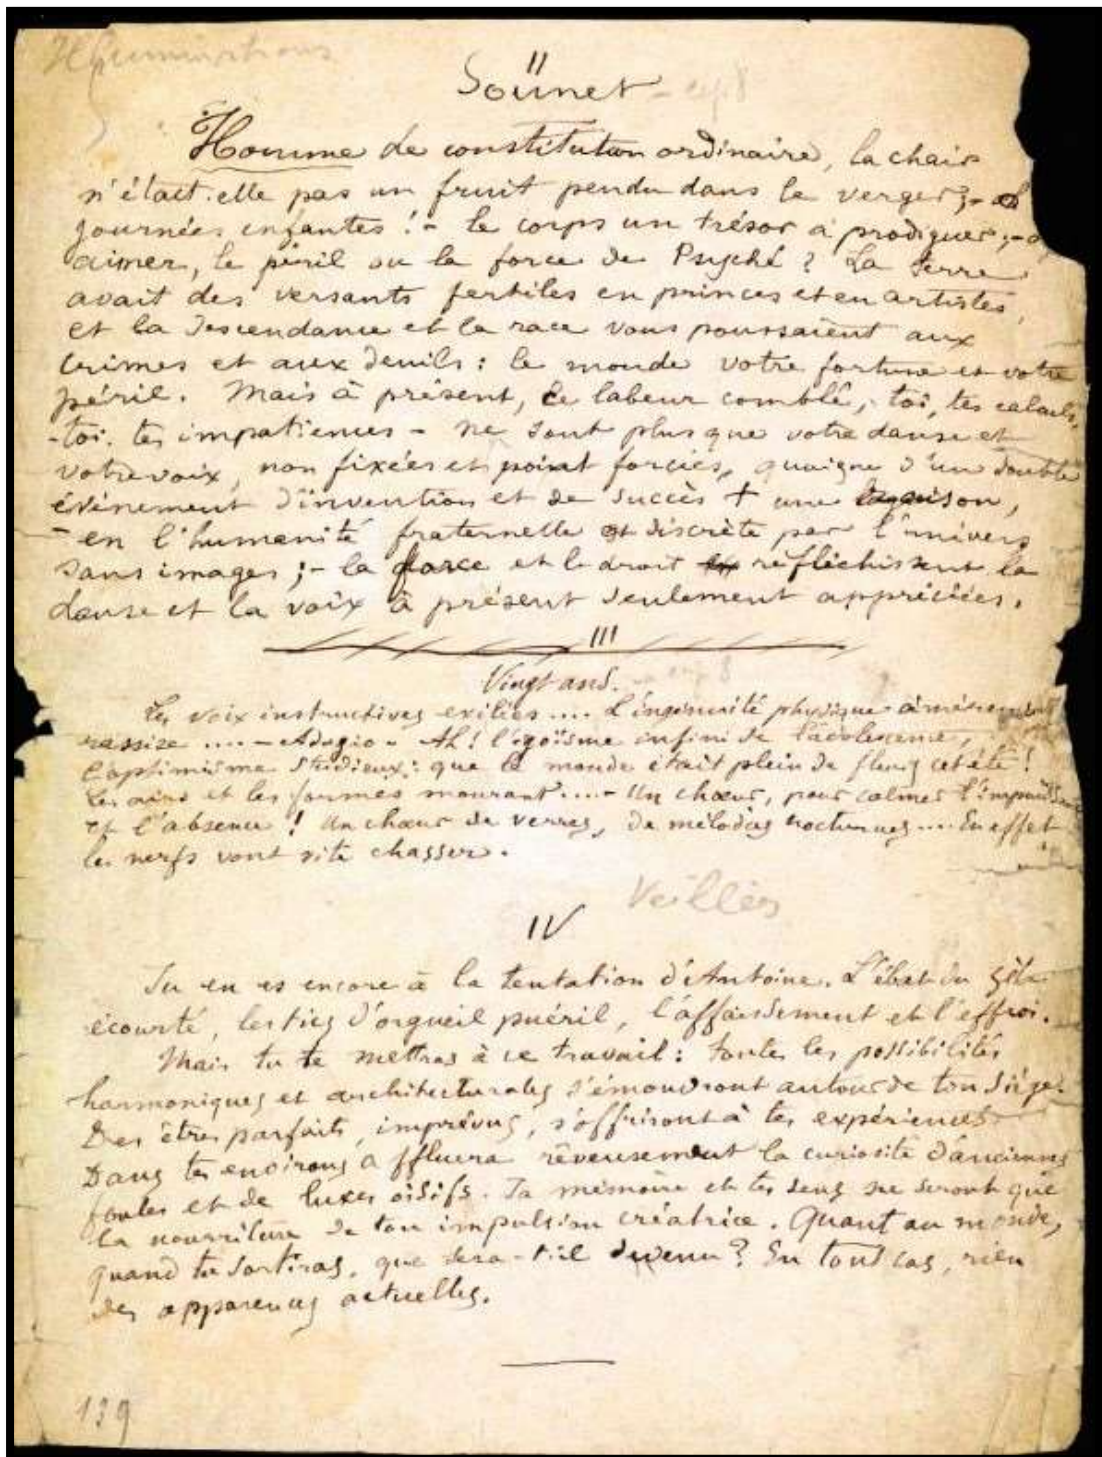 Illuminations
II
Sonnet - cap. 8
Homme de constitution ordinaire, la chair
n'était-elle pas un fruit pendu dans le verger ;- ô
journées enfantes ! - le corps un trésor à prodiguer ;- ô
aimer, le péril ou la force de Psyché ? La terre
avait des versants fertiles en princes et en artistes,
et la descendance et la race vous poussaient aux
crimes et aux deuils : le monde votre fortune et votre
péril. Mais à présent, ce labeur comblé, - toi, tes calculs,
- toi, tes impatiences - ne sont plus que votre danse et
votre voix, non fixées et point forcées, quoique d'un double
événement d'invention et de succès + une saison,
- en l'humanité fraternelle et discrète par l'univers
sans images ;- la force et le droit réfléchissent la
danse et la voix à présent seulement appréciées.
III
Vingt ans. - cap 8
Les voix instructives exilées .... L'ingénuité physique amèrement
rassise .... - Adagio - Ah ! l'égoïsme infini de l'adolescence,
l'optimisme studieux : que le monde était plein de fleurs cet été !
Les airs et les formes mourant .... - Un chœur, pour calmer l'impuissance
et l'absence ! Un chœur de verres, de mélodies nocturnes .... En effet
les nerfs vont vite chasser.
Veillées
IV
Tu en es encore à la tentation d'Antoine. L'ébat du zèle
écourté, les tics d'orgueil puéril, l'affaissement et l'effroi.
Mais tu te mettras à ce travail : toutes les possibilités
harmoniques et architecturales s'émouvront autour de ton siège.
Des êtres parfaits, imprévus, s'offriront à tes expériences.
Dans tes environs affluera rêveusement la curiosité d'anciennes
foules et de luxes oisifs. Ta mémoire et tes sens ne seront que
la nourriture de ton impulsion créatrice. Quant au monde,
quand tu sortiras, que sera-t-il devenu ? En tout cas, rien
des apparences actuelles.
139